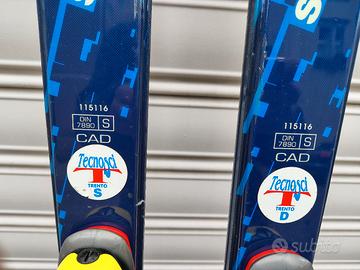 S
115116
DIN
7890
S
CAD
Tecnosci
TRENTO
S
S
115116
DIN
7890
S
CAD
Tecnosci
TRENTO
D
subito